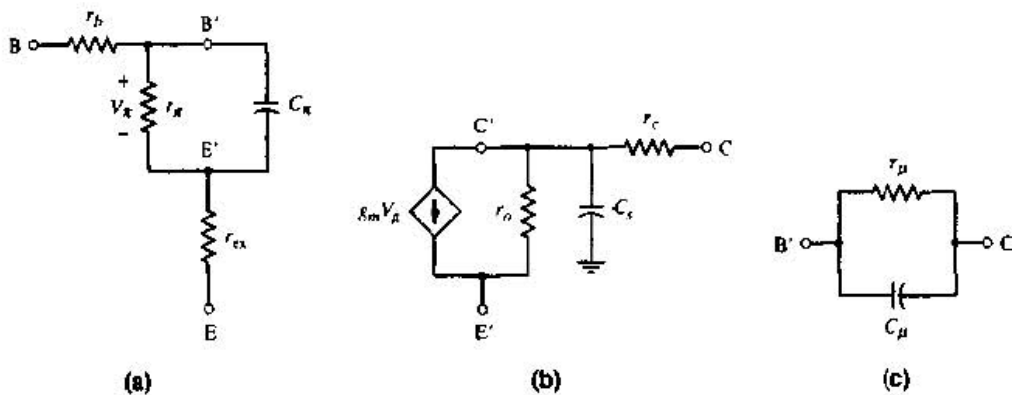 r_b
B'
B
+
V_π
r_π
C_π
-
E'
r_ex
E
(a)
C'
r_c
C
g_m V_π
r_o
C_s
E'
(b)
r_μ
B'
C
C_μ
(c)